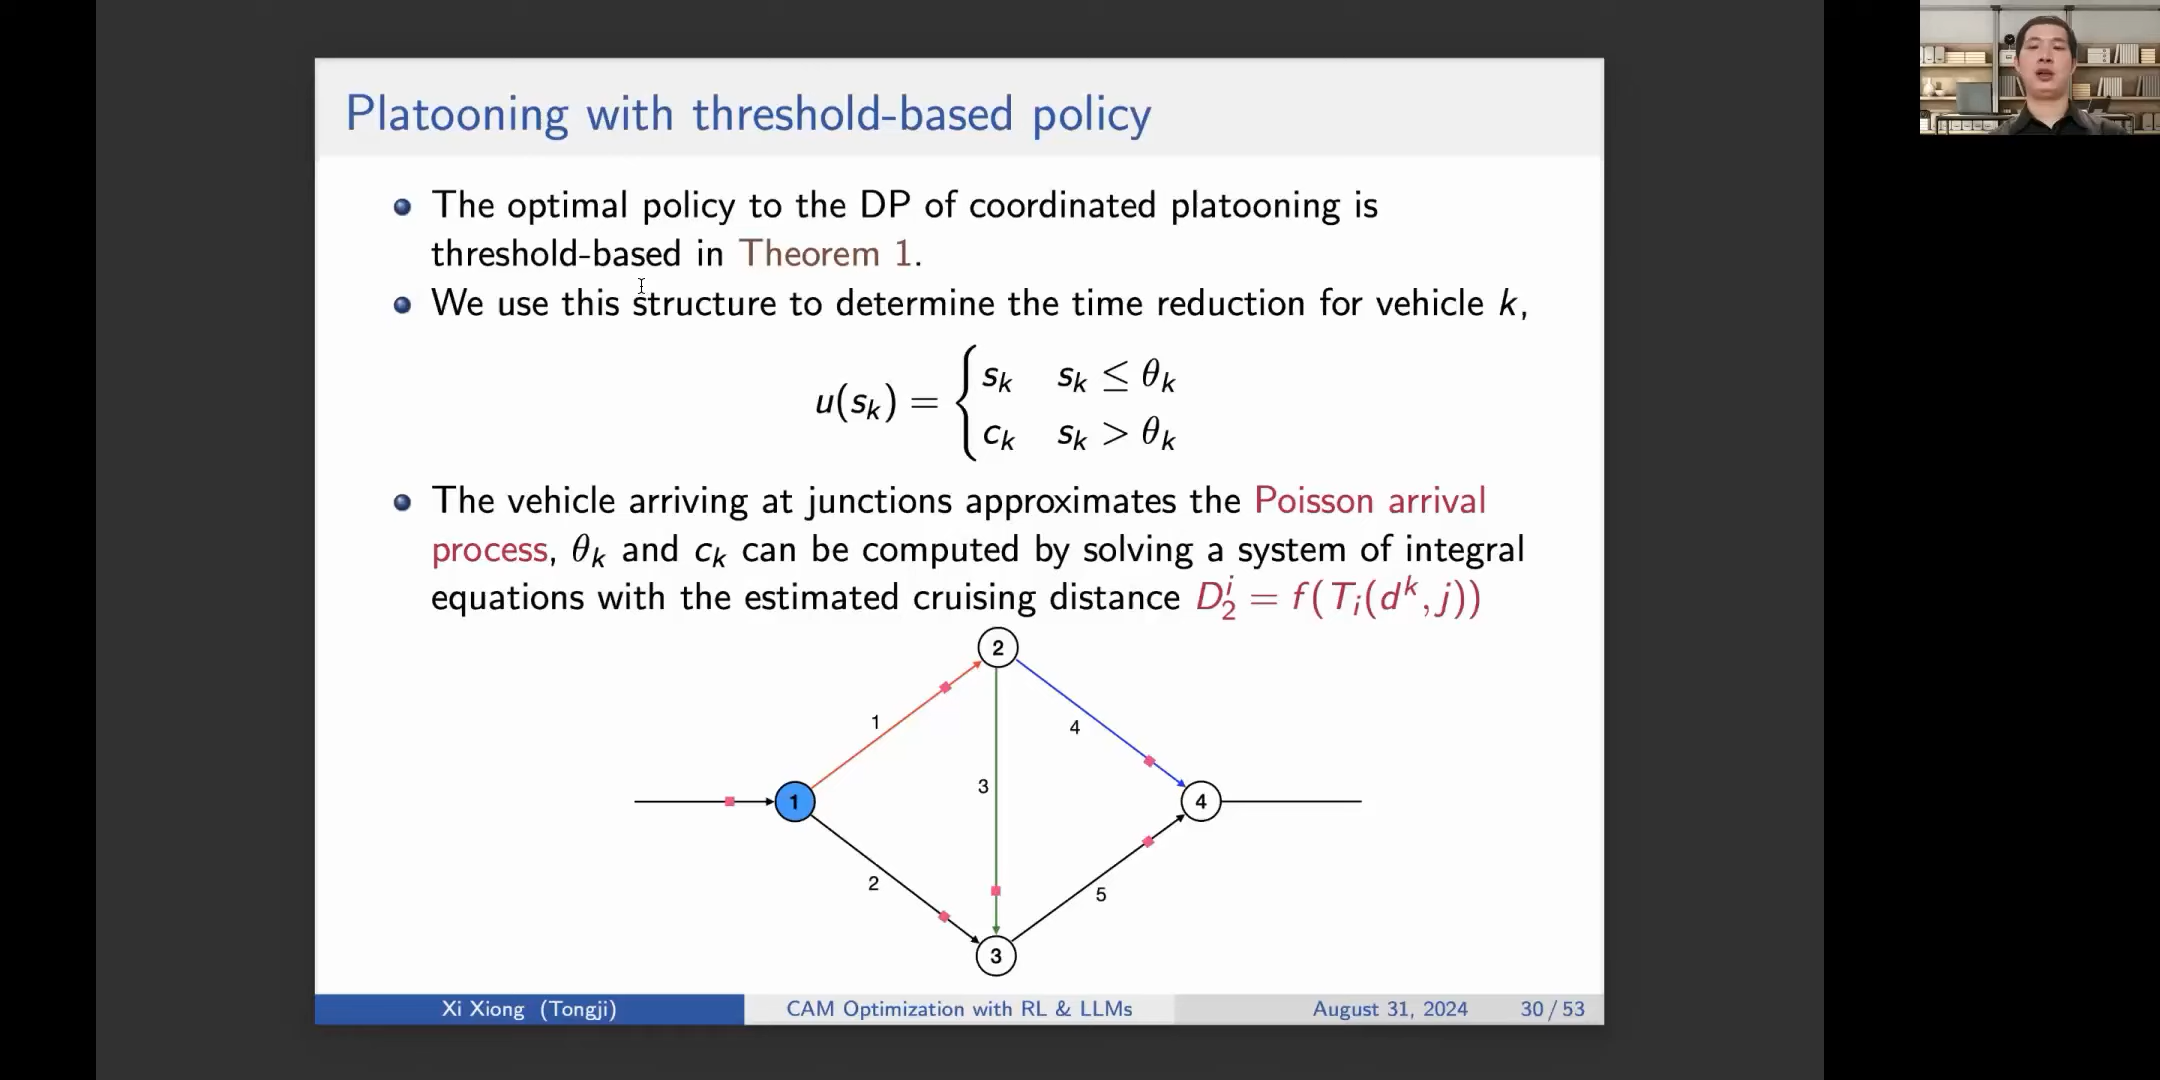 Platooning with threshold-based policy
The optimal policy to the DP of coordinated platooning is
threshold-based in Theorem 1.
We use this structure to determine the time reduction for vehicle k,
u(s_k) = { s_k   s_k ≤ θ_k
c_k   s_k > θ_k
The vehicle arriving at junctions approximates the Poisson arrival
process, θ_k and c_k can be computed by solving a system of integral
equations with the estimated cruising distance D_2^i = f(T_i(d^k, j))
2
1
4
3
1
4
2
5
3
Xi Xiong (Tongji)
CAM Optimization with RL & LLMs
August 31, 2024
30 / 53